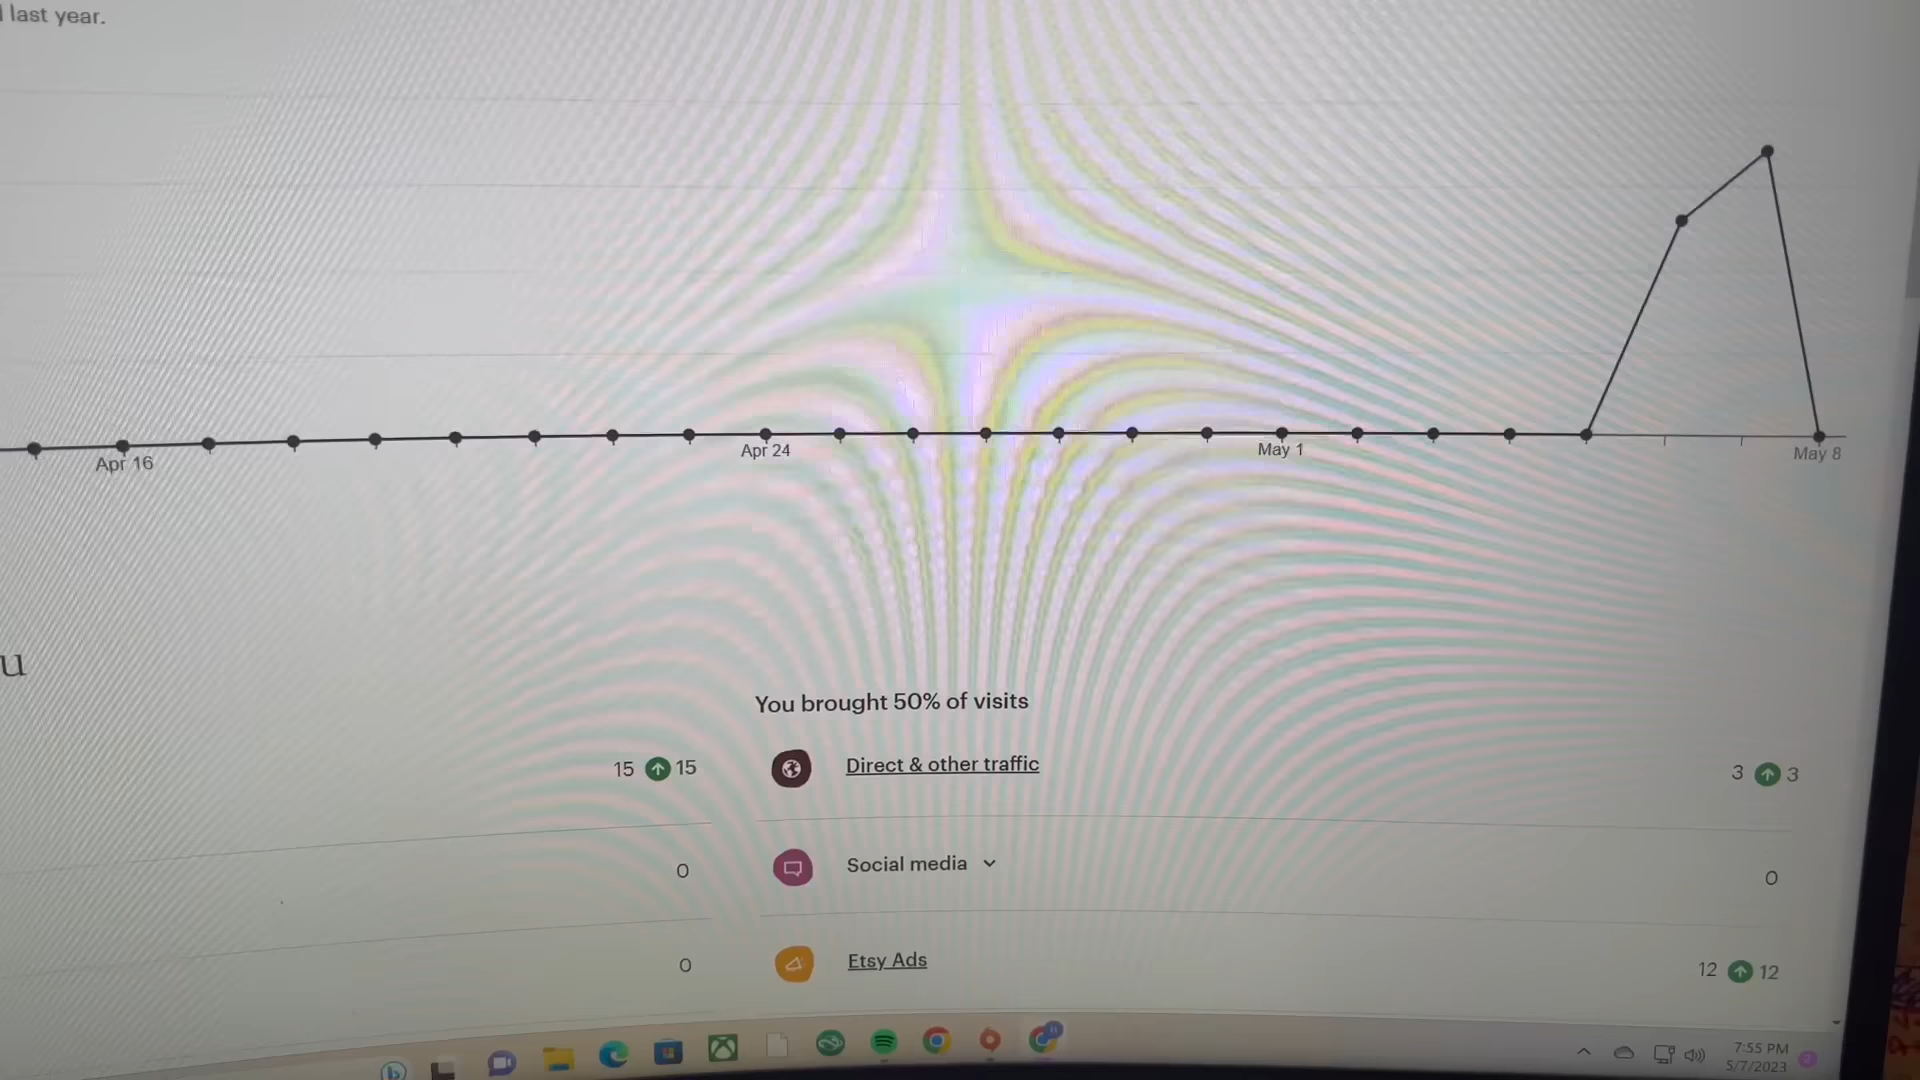 last year.
Apr 16
Apr 24
May 1
May 8
u
You brought 50% of visits
15 15
Direct & other traffic
3 3
0
Social media
0
0
Etsy Ads
12 12
7:55 PM
5/7/2023